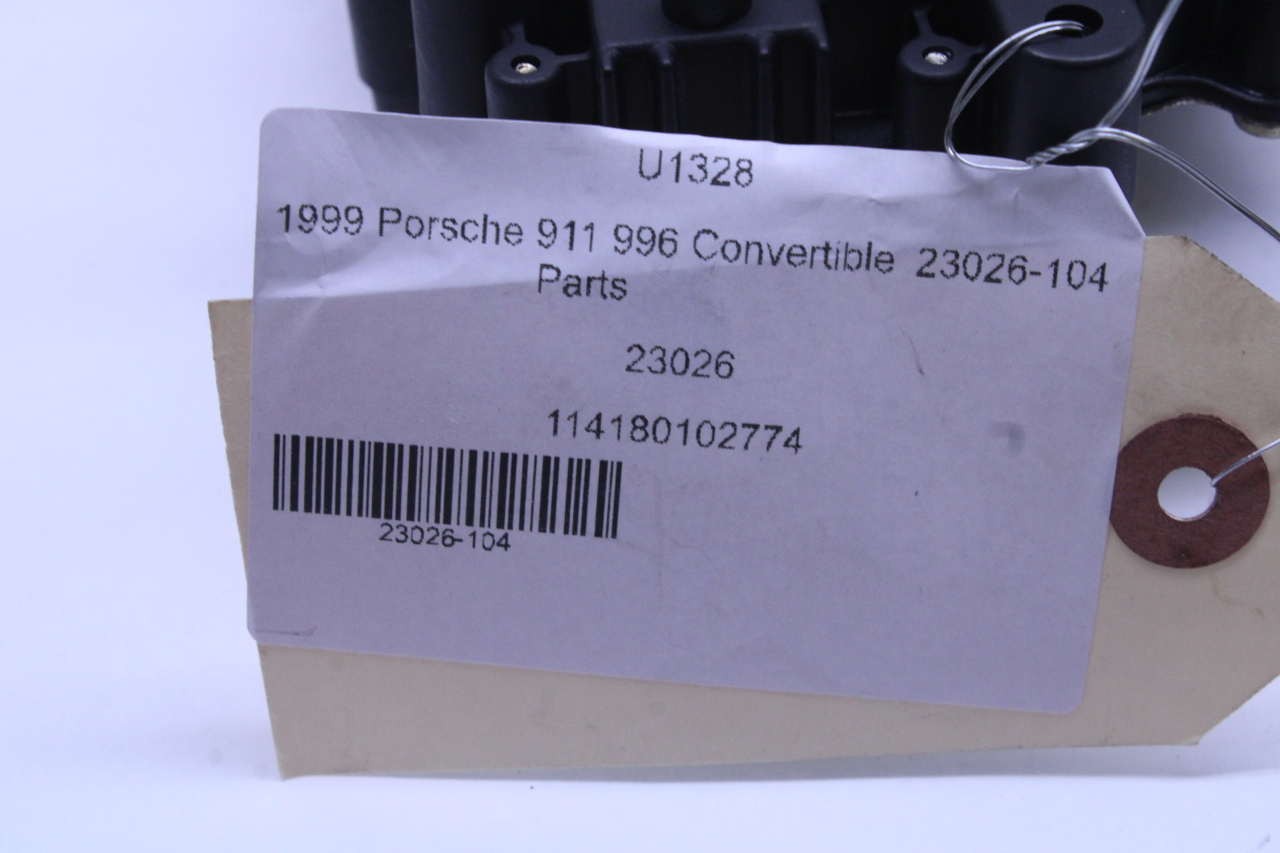 U1328
1999 Porsche 911 996 Convertible 23026-104
Parts
23026
114180102774
23026-104